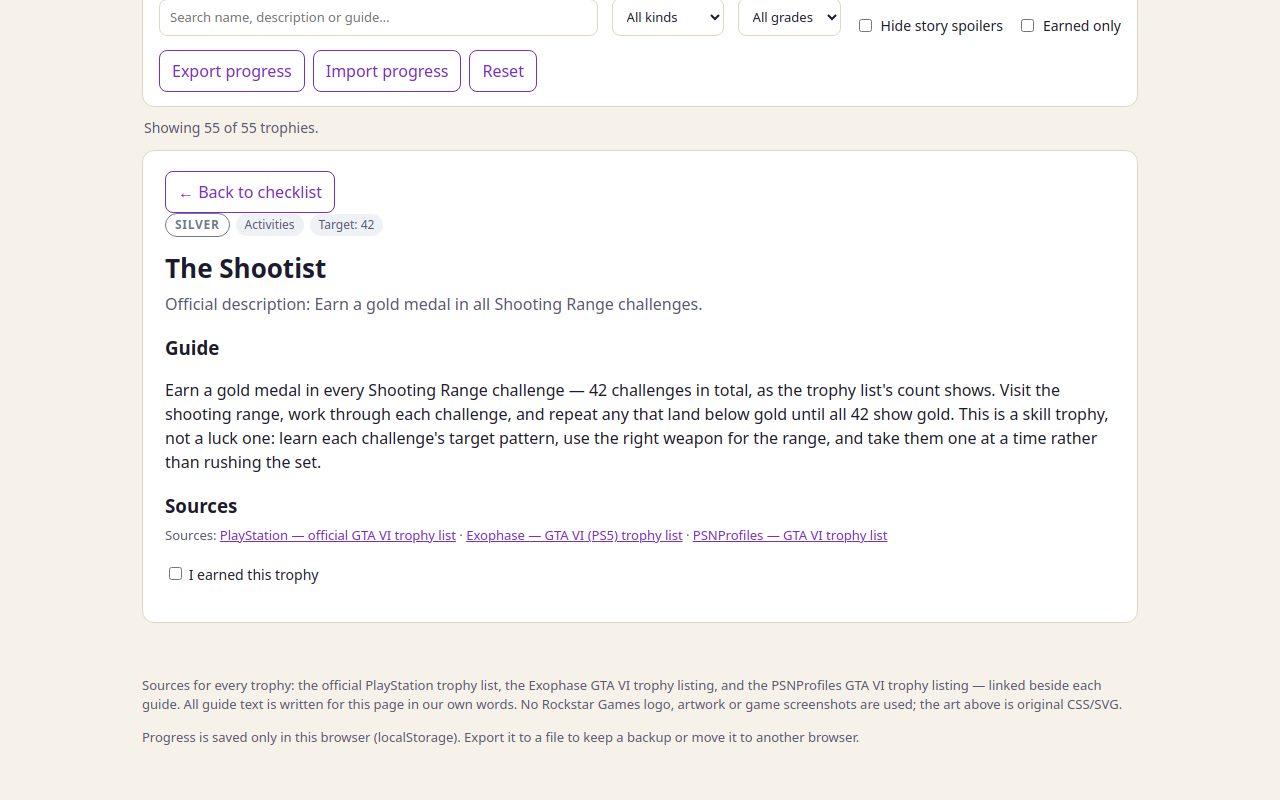 Search name, description or guide...
All kinds
All grades
Hide story spoilers
Earned only
Export progress
Import progress
Reset
Showing 55 of 55 trophies.
← Back to checklist
SILVER
Activities
Target: 42
The Shootist
Official description: Earn a gold medal in all Shooting Range challenges.
Guide
Earn a gold medal in every Shooting Range challenge — 42 challenges in total, as the trophy list's count shows. Visit the
shooting range, work through each challenge, and repeat any that land below gold until all 42 show gold. This is a skill trophy,
not a luck one: learn each challenge's target pattern, use the right weapon for the range, and take them one at a time rather
than rushing the set.
Sources
Sources: PlayStation — official GTA VI trophy list · Exophase — GTA VI (PS5) trophy list · PSNProfiles — GTA VI trophy list
I earned this trophy
Sources for every trophy: the official PlayStation trophy list, the Exophase GTA VI trophy listing, and the PSNProfiles GTA VI trophy listing — linked beside each
guide. All guide text is written for this page in our own words. No Rockstar Games logo, artwork or game screenshots are used; the art above is original CSS/SVG.
Progress is saved only in this browser (localStorage). Export it to a file to keep a backup or move it to another browser.